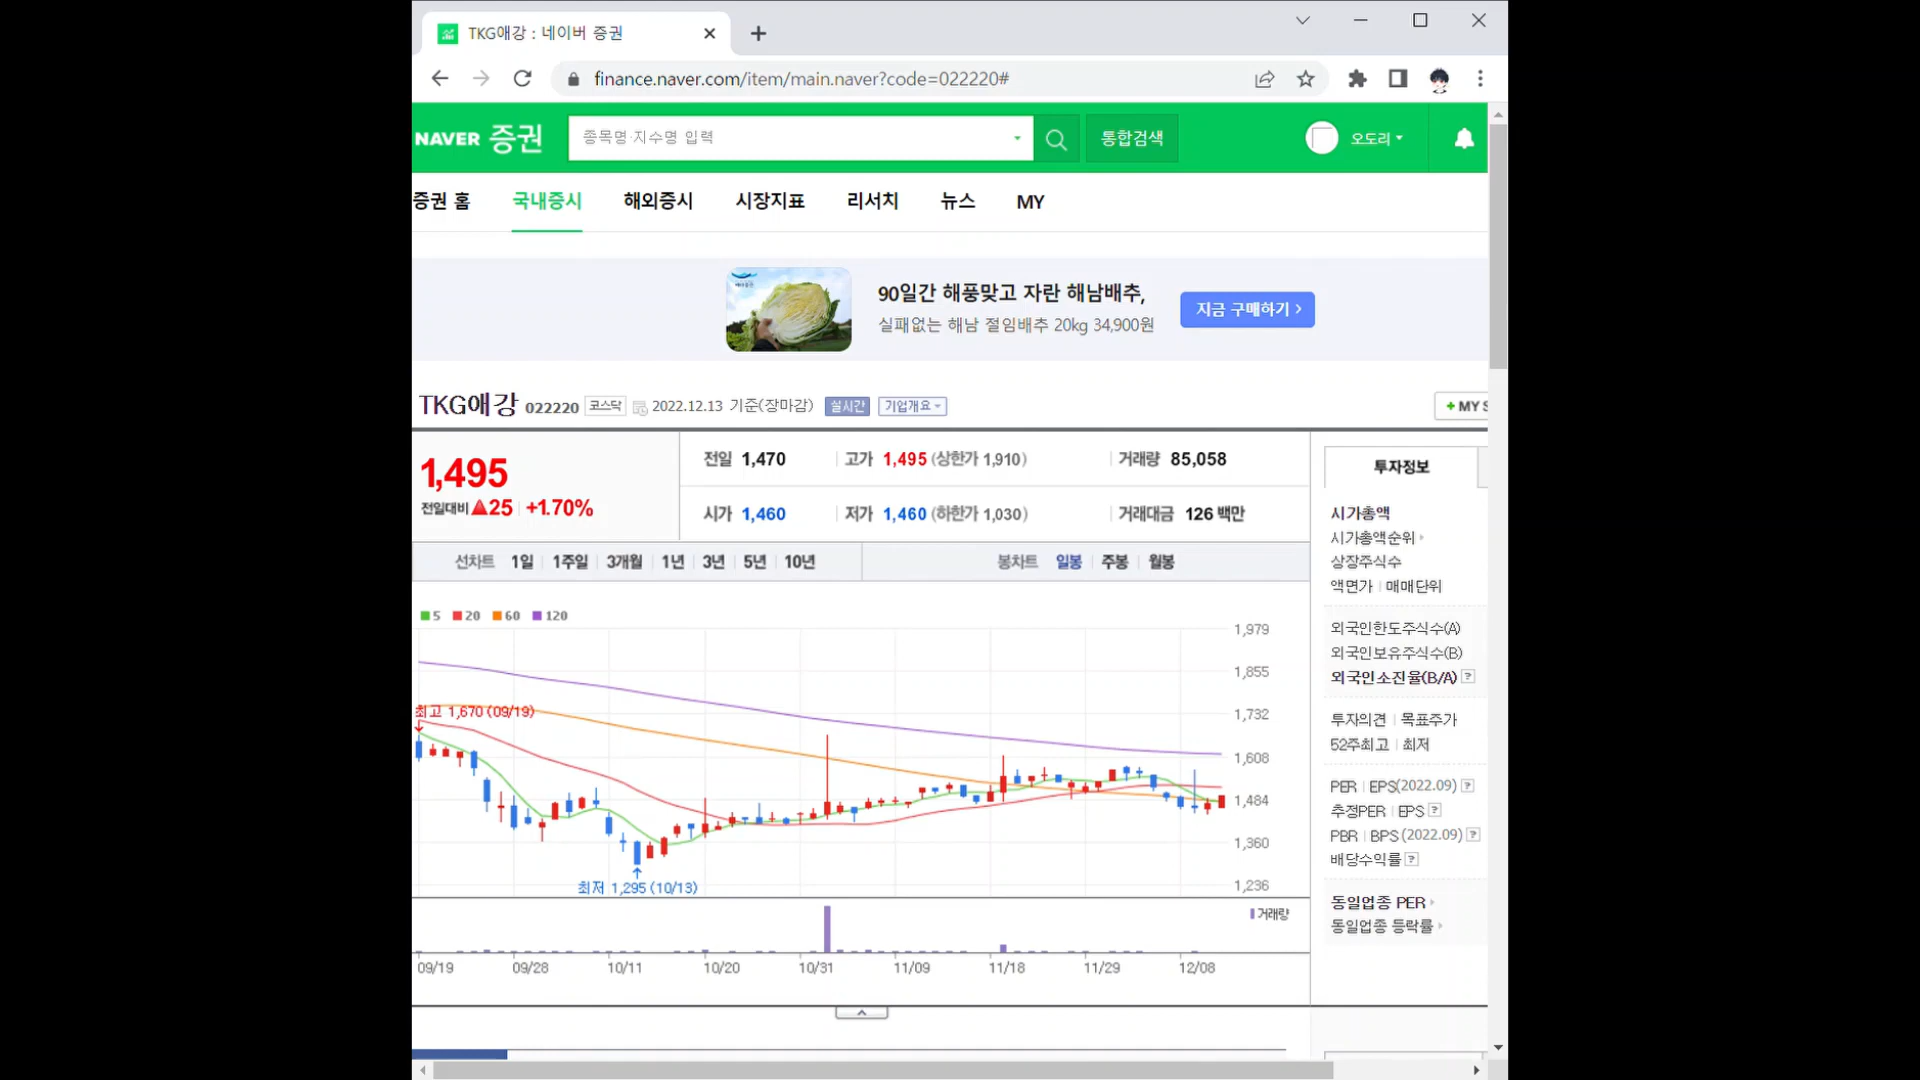 TKG애강 : 네이버 증권
finance.naver.com/item/main.naver?code=022220#
NAVER 증권
종목명·지수명 입력
통합검색
오도리
증권 홈 국내증시 해외증시 시장지표 리서치 뉴스 MY
90일간 해풍맞고 자란 해남배추,
실패없는 해남 절임배추 20kg 34,900원
지금 구매하기 >
TKG애강 022220 코스닥 2022.12.13 기준(장마감) 실시간 기업개요
+ MY S
1,495
전일대비 ▲25 +1.70%
전일 1,470 고가 1,495 (상한가 1,910) 거래량 85,058
시가 1,460 저가 1,460 (하한가 1,030) 거래대금 126 백만
선차트 1일 1주일 3개월 1년 3년 5년 10년 봉차트 일봉 주봉 월봉
5 20 60 120
1,979
1,855
1,732
1,608
1,484
1,360
1,236
최고 1,670 (09/19)
최저 1,295 (10/13)
거래량
09/19 09/28 10/11 10/20 10/31 11/09 11/18 11/29 12/08
투자정보
시가총액
시가총액순위
상장주식수
액면가 | 매매단위
외국인한도주식수(A)
외국인보유주식수(B)
외국인소진율(B/A) ?
투자의견 | 목표주가
52주최고 | 최저
PER | EPS(2022.09) ?
추정PER | EPS ?
PBR | BPS (2022.09) ?
배당수익률 ?
동일업종 PER
동일업종 등락률